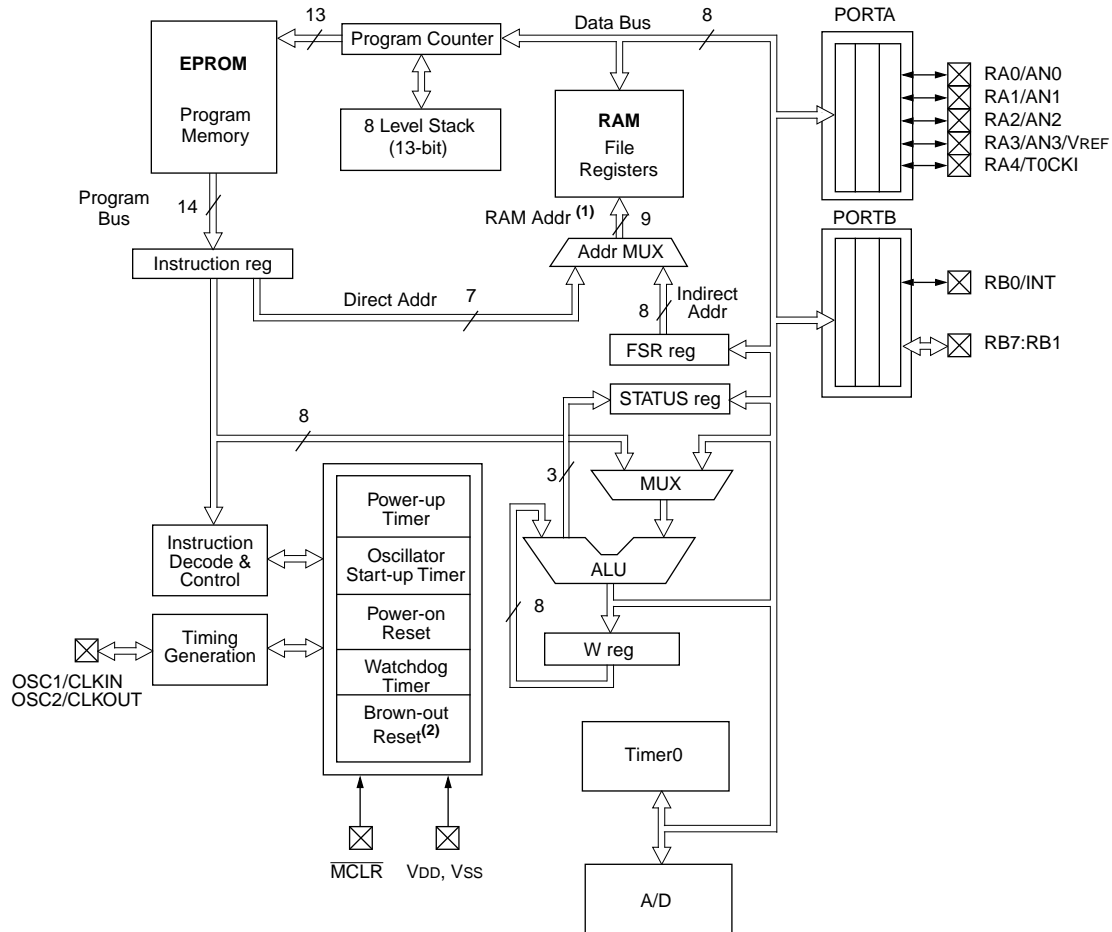 13
Data Bus
8
PORTA
EPROM
Program
Memory
Program Counter
8 Level Stack
(13-bit)
RAM
File
Registers
RA0/AN0
RA1/AN1
RA2/AN2
RA3/AN3/VREF
RA4/T0CKI
Program
Bus
14
RAM Addr (1)
9
PORTB
Instruction reg
Addr MUX
Direct Addr
7
8
Indirect
Addr
RB0/INT
RB7:RB1
FSR reg
STATUS reg
8
3
MUX
Power-up
Timer
Oscillator
Start-up Timer
Power-on
Reset
Watchdog
Timer
Brown-out
Reset(2)
Instruction
Decode &
Control
ALU
8
W reg
Timing
Generation
OSC1/CLKIN
OSC2/CLKOUT
Timer0
MCLR
VDD, VSS
A/D